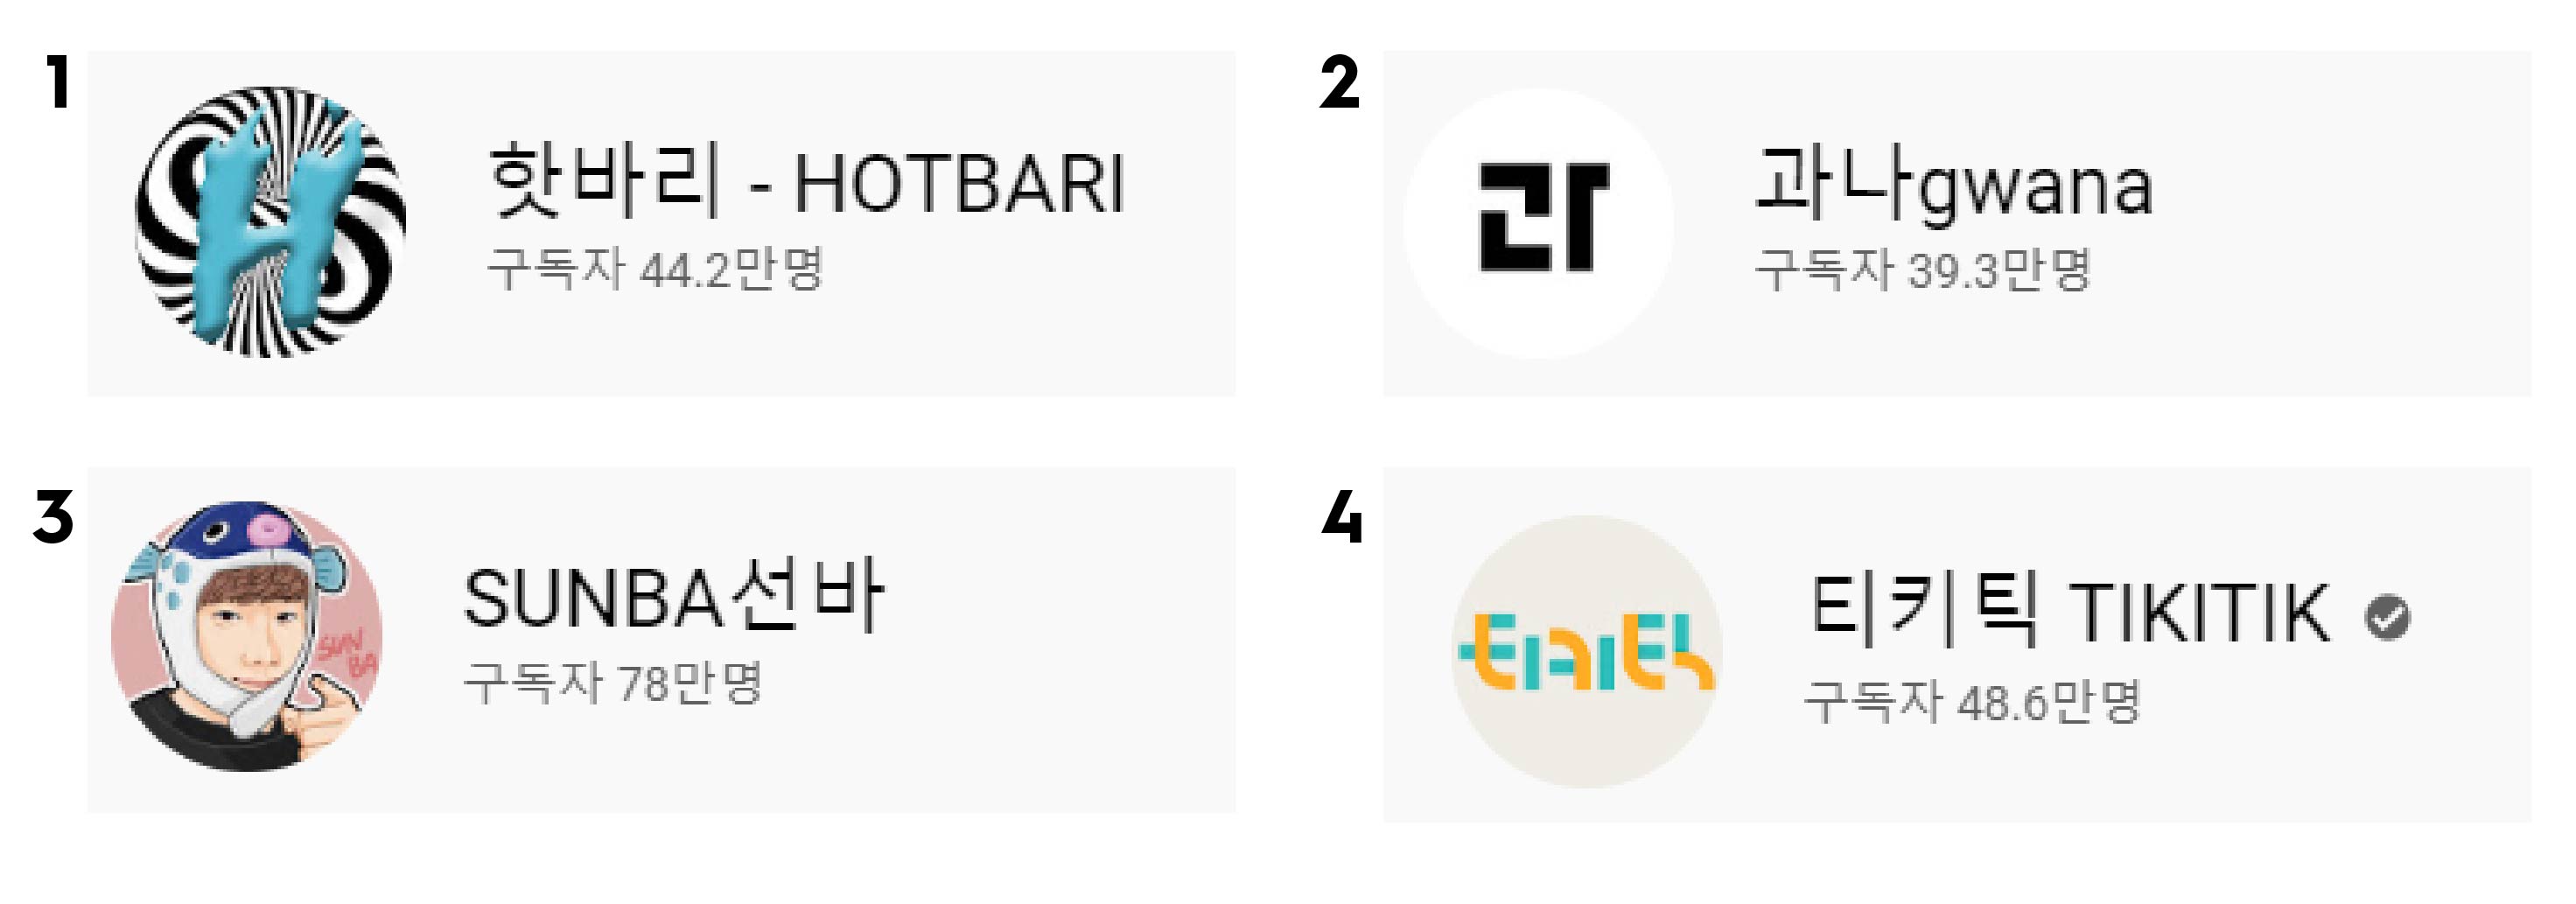 1
핫바리 - HOTBARI
구독자 44.2만명
2
과나gwana
구독자 39.3만명
3
SUN
BA
SUNBA선바
구독자 78만명
4
티키틱
티키틱 TIKITIK
구독자 48.6만명